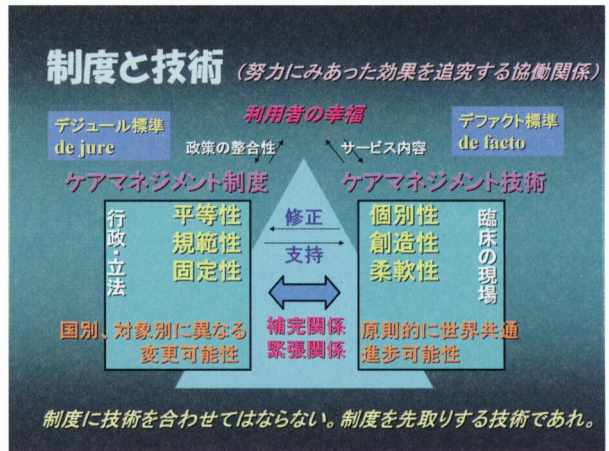 制度と技術 (努力にみあった効果を追究する協働関係)
利用者の幸福
デジュール標準
de jure
デファクト標準
de facto
政策の整合性
サービス内容
ケアマネジメント制度
ケアマネジメント技術
行政・立法
平等性
規範性
固定性
国別、対象別に異なる
変更可能性
修正
支持
補完関係
緊張関係
個別性
創造性
柔軟性
臨床の現場
原則的に世界共通
進歩可能性
制度に技術を合わせてはならない。制度を先取りする技術であれ。